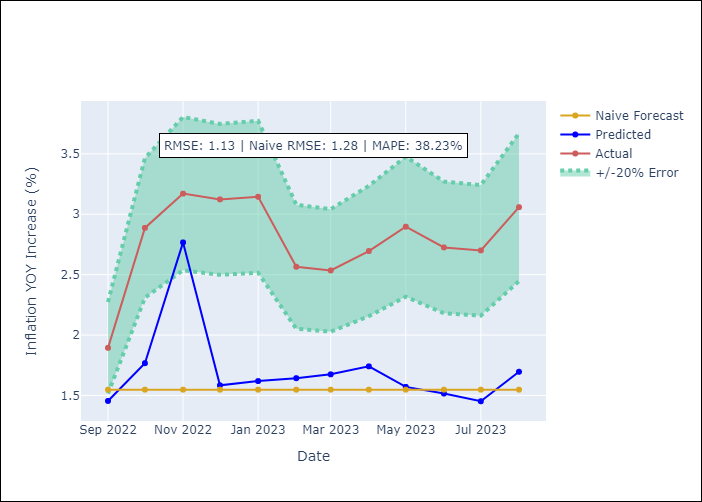 RMSE: 1.13 | Naive RMSE: 1.28 | MAPE: 38.23%
Naive Forecast
Predicted
Actual
+/-20% Error
Inflation YOY Increase (%)
3.5
3
2.5
2
1.5
Sep 2022
Nov 2022
Jan 2023
Mar 2023
May 2023
Jul 2023
Date